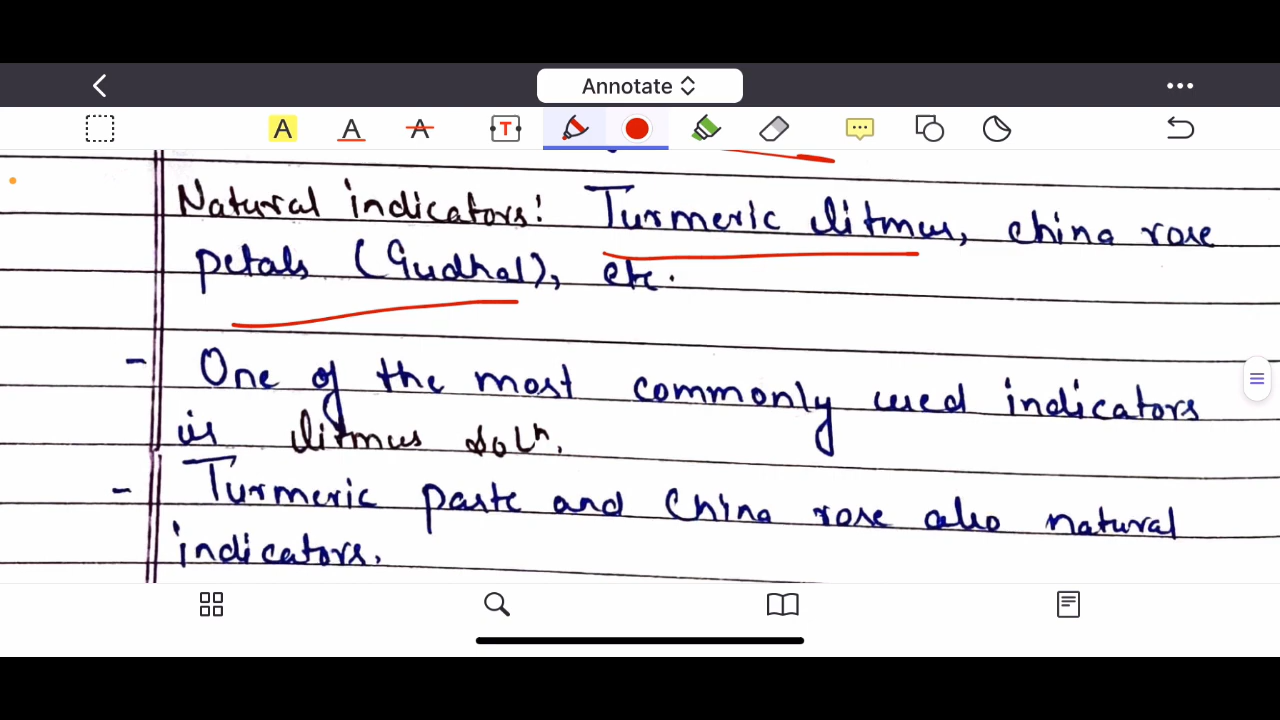 Annotate
A A A T
Natural indicators: Turmeric litmus, china rose
petals (Gudhal), etc.
- One of the most commonly used indicators
is litmus solⁿ.
- Turmeric paste and China rose also natural
indicators.